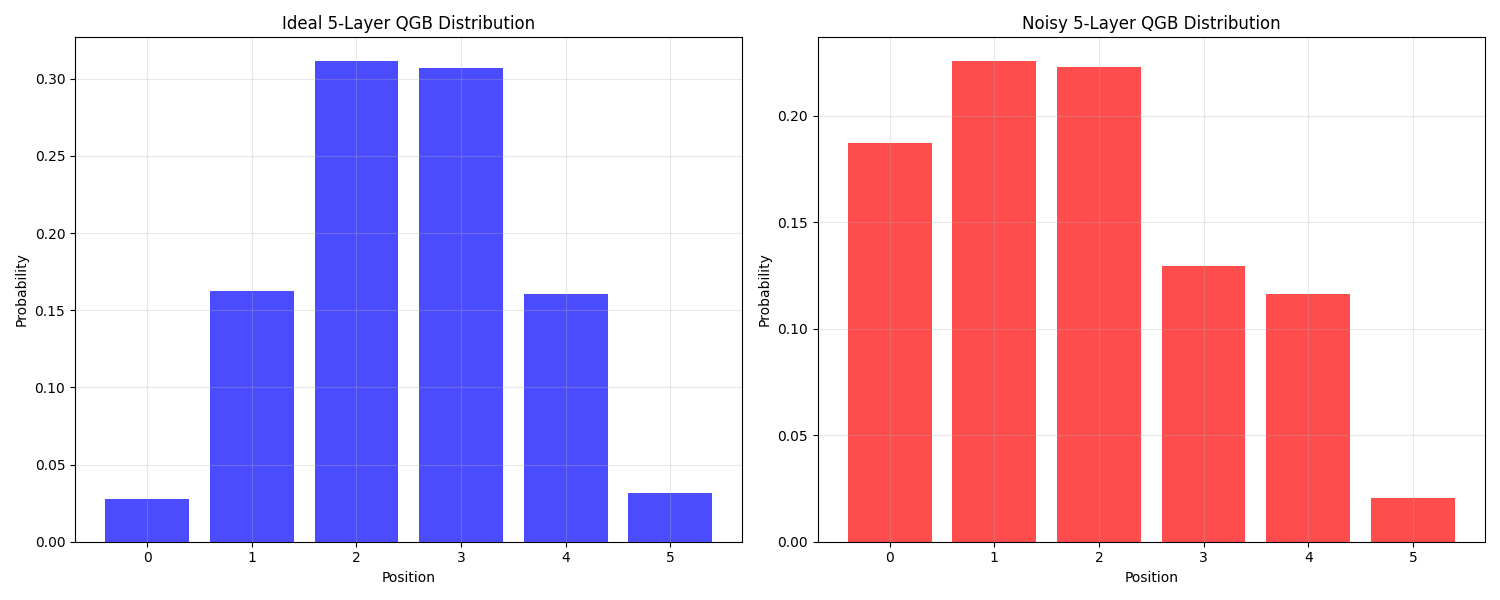 Ideal 5-Layer QGB Distribution
Probability
0.30
0.25
0.20
0.15
0.10
0.05
0.00
0 1 2 3 4 5
Position
Noisy 5-Layer QGB Distribution
Probability
0.20
0.15
0.10
0.05
0.00
0 1 2 3 4 5
Position